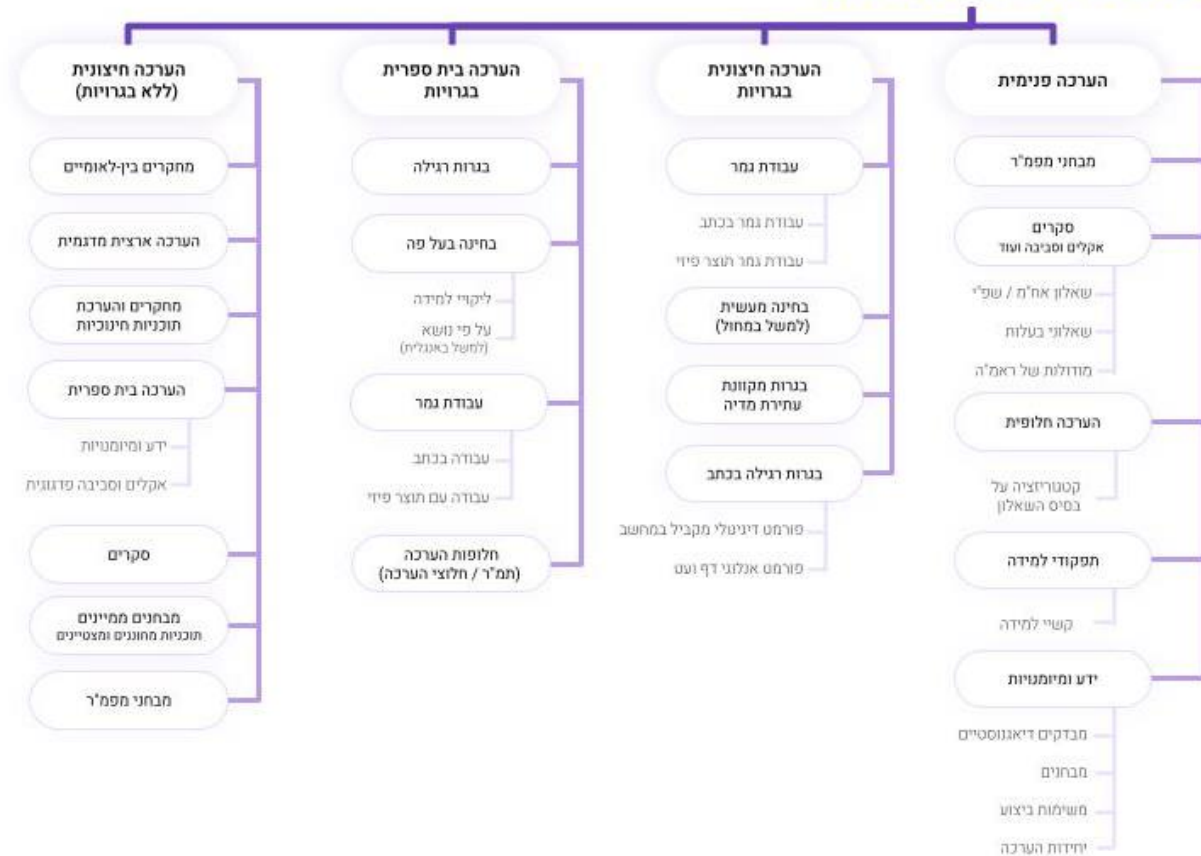 הערכה פנימית
מבחני מפמ"ר
סקרים
אקלים וסביבה ועוד
שאלון אח"מ / שפ"י
שאלוני בעלות
מודולות של ראמ"ה
הערכה חלופית
קטגוריזציה על
בסיס השאלון
תפקודי למידה
קשיי למידה
ידע ומיומנויות
מבדקים דיאגנוסטיים
מבחנים
משימות ביצוע
יחידות הערכה
הערכה חיצונית
בגרויות
עבודת גמר
עבודת גמר בכתב
עבודת גמר תוצר פיזי
בחינה מעשית
(למשל במחול)
בגרות מקוונת
עתירת מדיה
בגרות רגילה בכתב
פורמט דיגיטלי מקביל במחשב
פורמט אנלוגי דף ועט
הערכה בית ספרית
בגרויות
בגרות רגילה
בחינה בעל פה
ליקויי למידה
על פי נושא
(למשל באנגלית)
עבודת גמר
עבודה בכתב
עבודה עם תוצר פיזי
חלופות הערכה
(תמ"ר / חלוצי הערכה)
הערכה חיצונית
(ללא בגרויות)
מחקרים בין-לאומיים
הערכה ארצית מדגמית
מחקרים והערכת
תוכניות חינוכיות
הערכה בית ספרית
ידע ומיומנויות
אקלים וסביבה פדגוגית
סקרים
מבחנים ממיינים
תוכניות מחוננים ומצטיינים
מבחני מפמ"ר